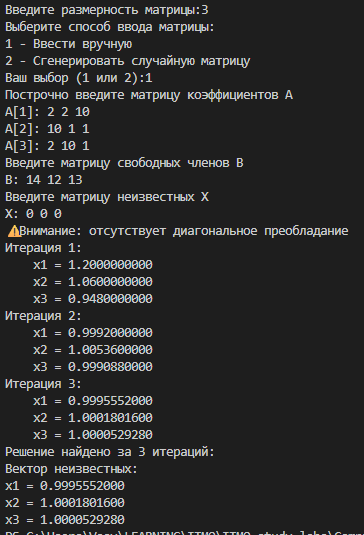 Введите размерность матрицы:3
Выберите способ ввода матрицы:
1 - Ввести вручную
2 - Сгенерировать случайную матрицу
Ваш выбор (1 или 2):1
Построчно введите матрицу коэффициентов A
A[1]: 2 2 10
A[2]: 10 1 1
A[3]: 2 10 1
Введите матрицу свободных членов B
B: 14 12 13
Введите матрицу неизвестных X
X: 0 0 0
⚠Внимание: отсутствует диагональное преобладание
Итерация 1:
x1 = 1.2000000000
x2 = 1.0600000000
x3 = 0.9480000000
Итерация 2:
x1 = 0.9992000000
x2 = 1.0053600000
x3 = 0.9990880000
Итерация 3:
x1 = 0.9995552000
x2 = 1.0001801600
x3 = 1.0000529280
Решение найдено за 3 итераций:
Вектор неизвестных:
x1 = 0.9995552000
x2 = 1.0001801600
x3 = 1.0000529280